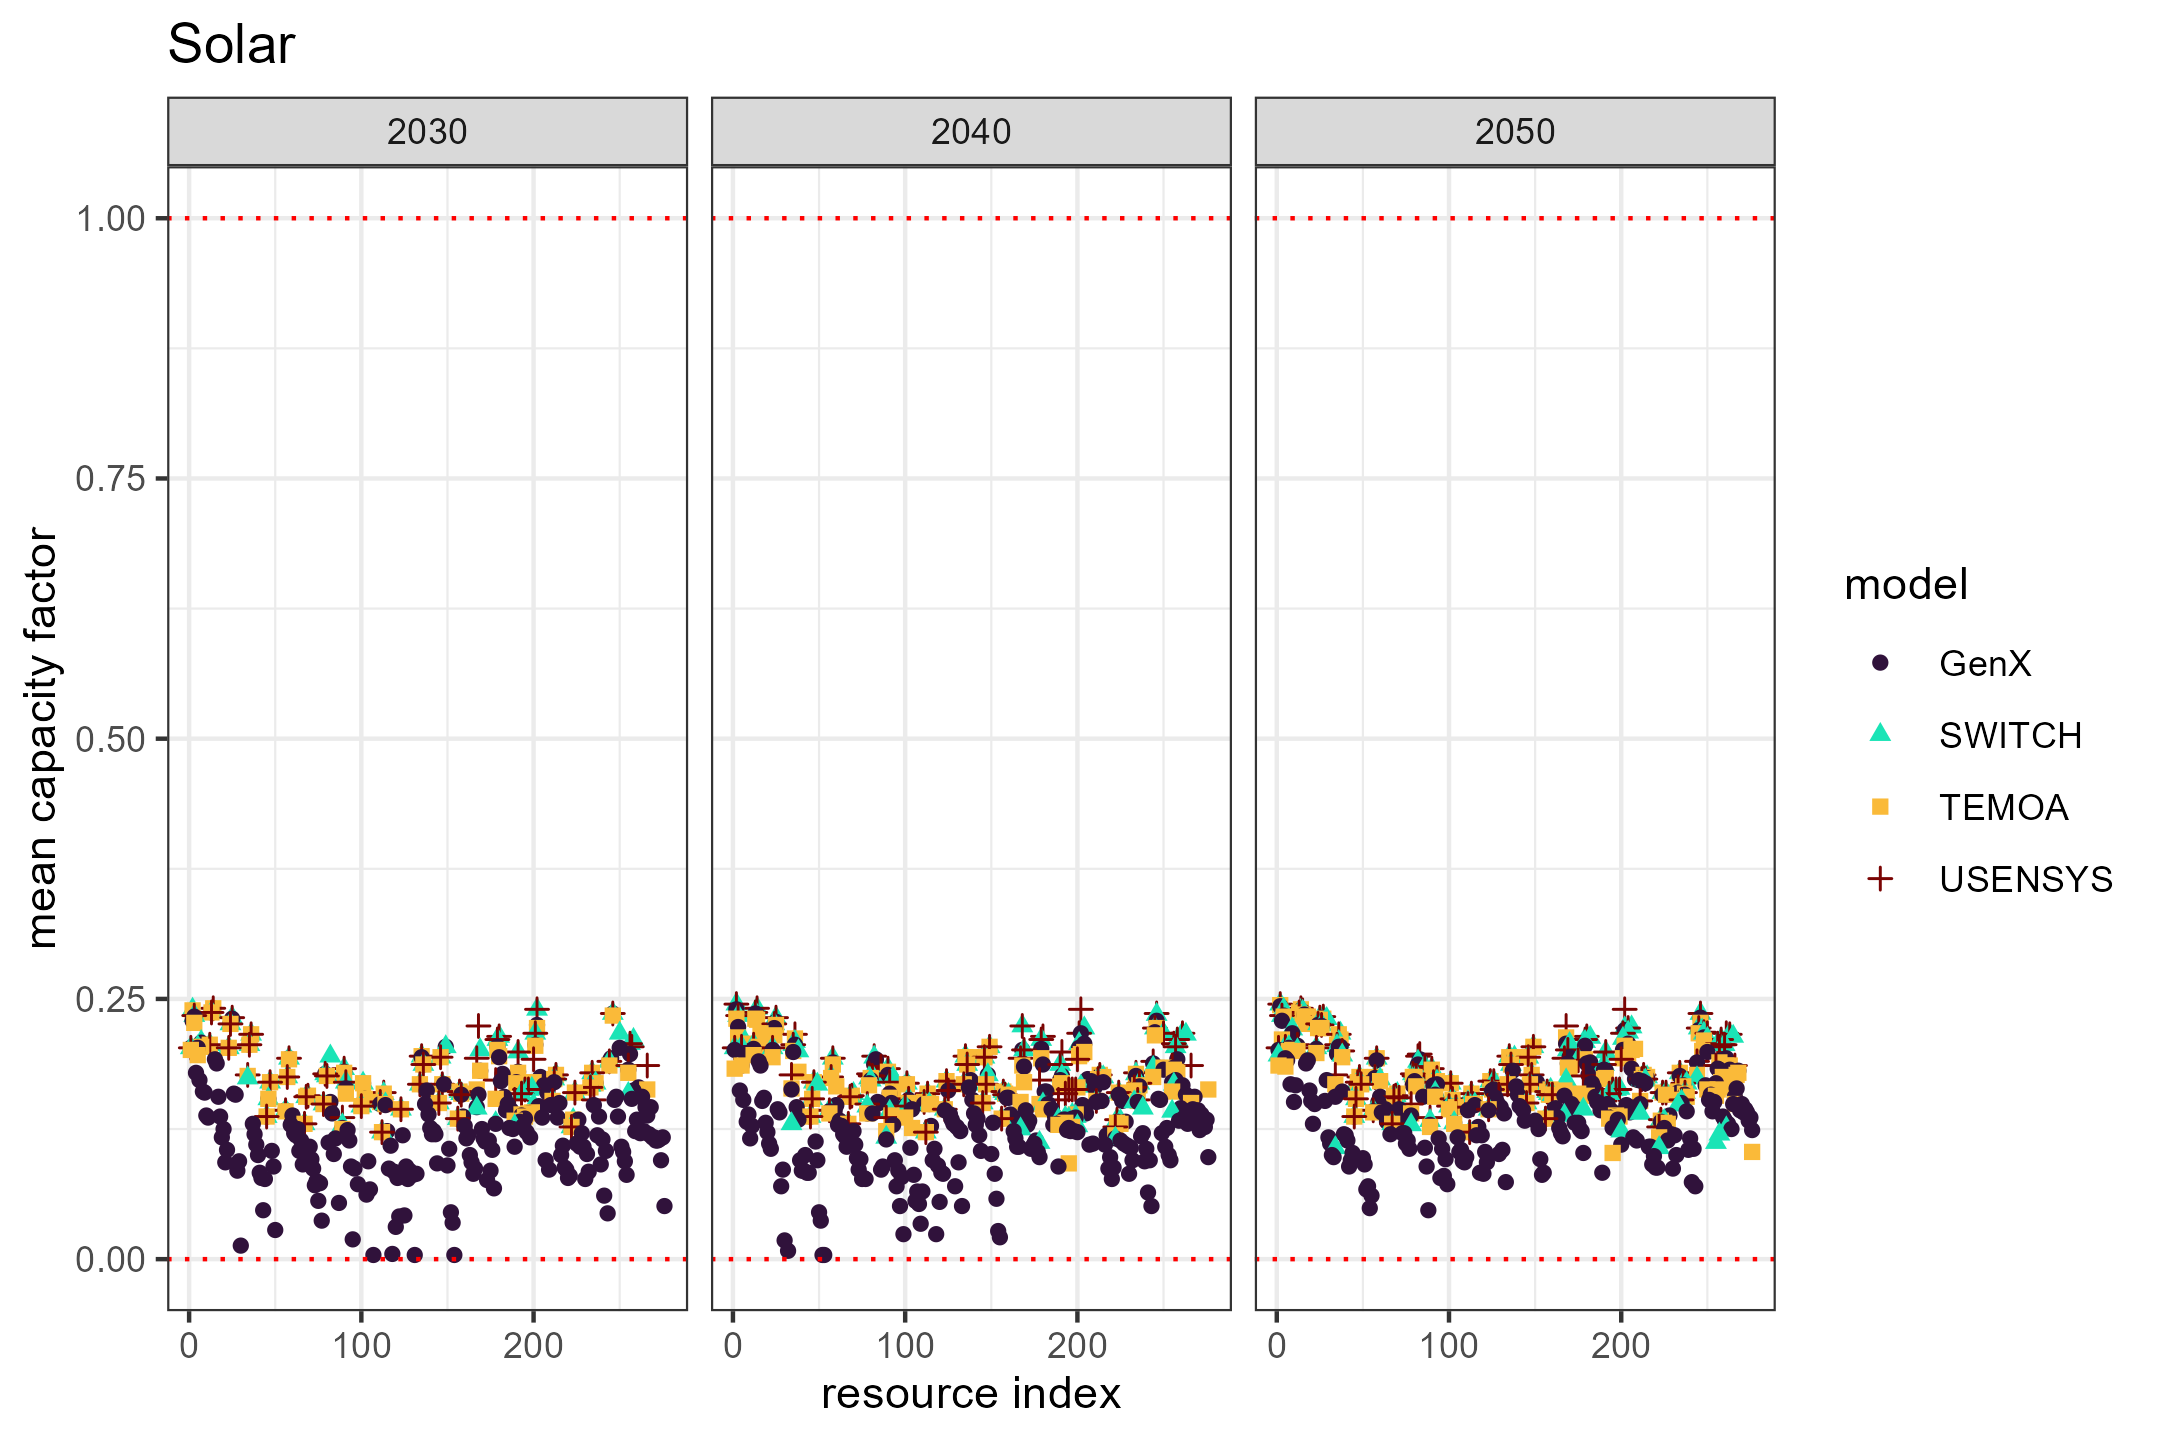 Solar
2030 2040 2050
1.00
0.75
0.50
0.25
0.00
mean capacity factor
0 100 200 0 100 200 0 100 200
resource index
model
GenX
SWITCH
TEMOA
USENSYS